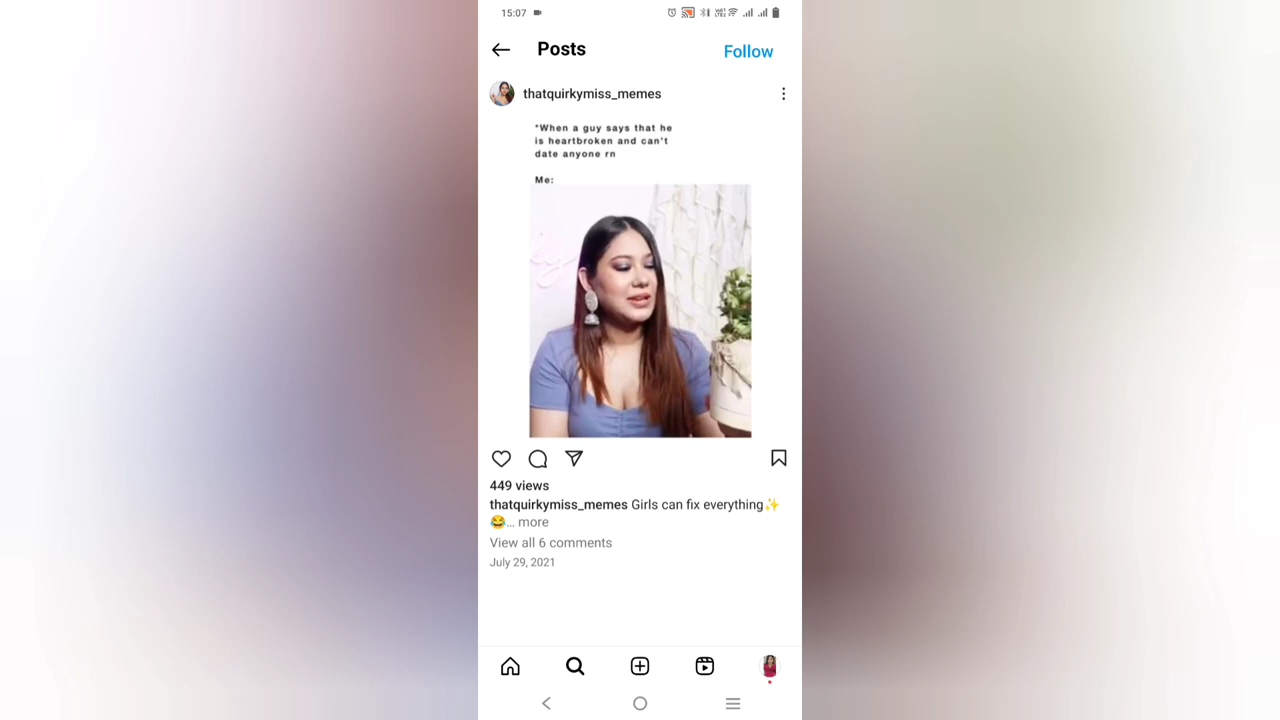 15:07
Posts
Follow
thatquirkymiss_memes
*When a guy says that he
is heartbroken and can't
date anyone rn
Me:
449 views
thatquirkymiss_memes Girls can fix everything✨
😂... more
View all 6 comments
July 29, 2021